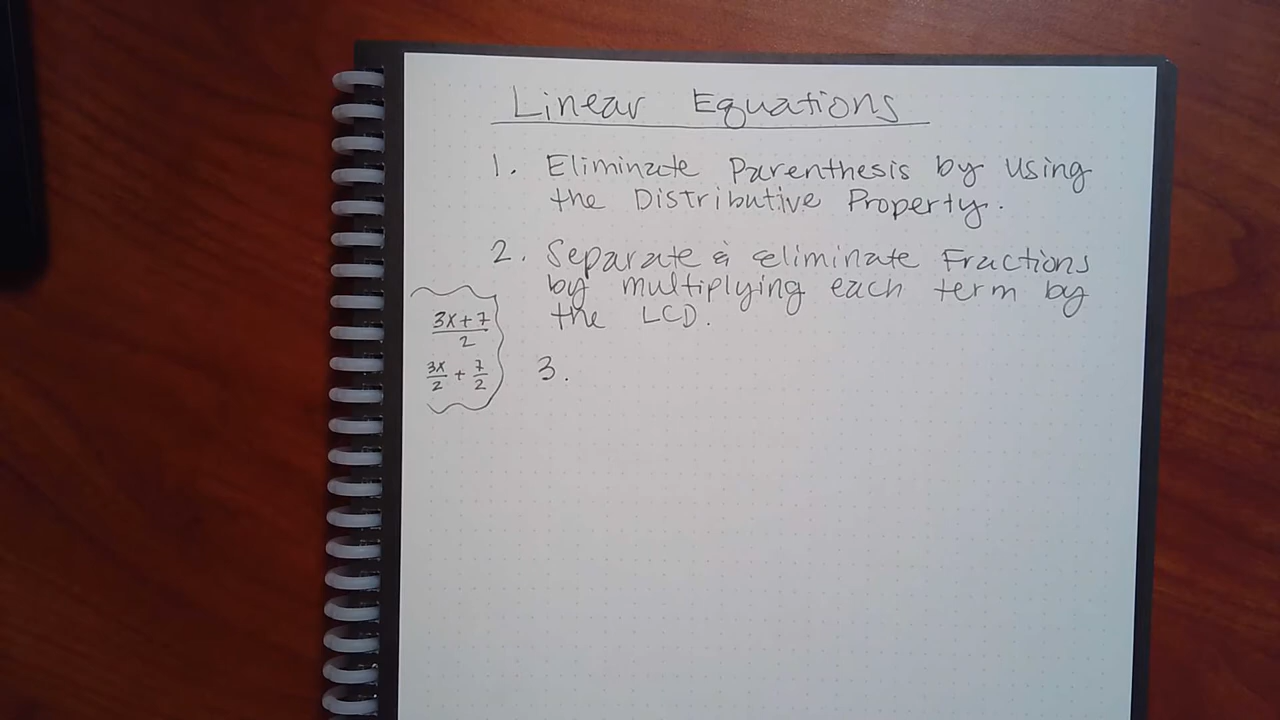 Linear Equations
1. Eliminate Parenthesis by Using
the Distributive Property.
2. Separate & eliminate Fractions
by multiplying each term by
the LCD.
3x+7
2
3x/2 + 7/2
3.